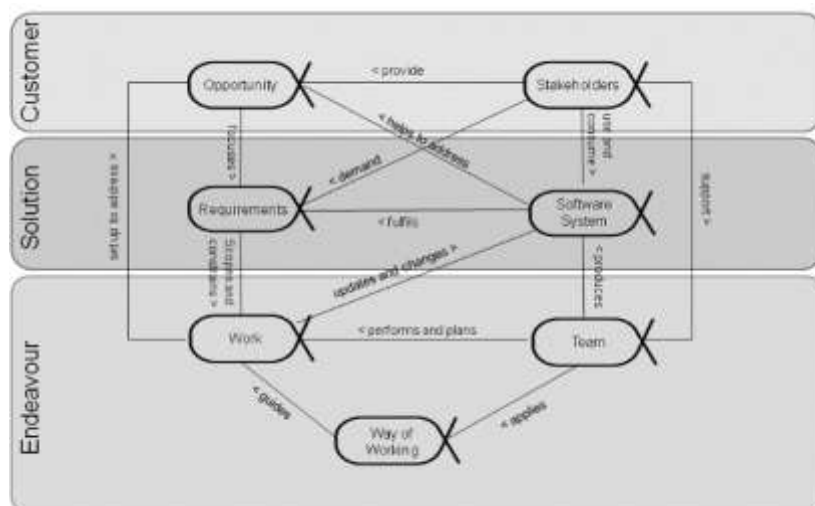 Customer
Opportunity
< provide
Stakeholders
focuses >
< helps to address
< demand
use and
consume >
set up to address >
support >
Solution
Requirements
< fulfils
Software
System
Scopes and
constrains >
updates and changes >
< produces
Endeavour
Work
< performs and plans
Team
< guides
Way of
Working
< applies